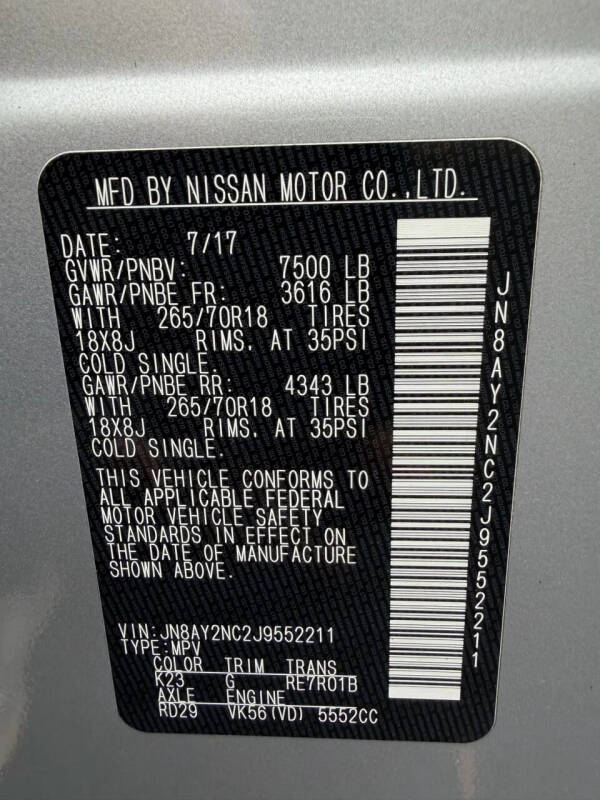 MFD BY NISSAN MOTOR CO.,LTD.
DATE: 7/17
GVWR/PNBV: 7500 LB
GAWR/PNBE FR: 3616 LB
WITH 265/70R18 TIRES
18X8J RIMS, AT 35PSI
COLD SINGLE.
GAWR/PNBE RR: 4343 LB
WITH 265/70R18 TIRES
18X8J RIMS, AT 35PSI
COLD SINGLE.
THIS VEHICLE CONFORMS TO
ALL APPLICABLE FEDERAL
MOTOR VEHICLE SAFETY
STANDARDS IN EFFECT ON
THE DATE OF MANUFACTURE
SHOWN ABOVE.
VIN:JN8AY2NC2J9552211
TYPE:MPV
COLOR TRIM TRANS
K23 G RE7R01B
AXLE ENGINE
RD29 VK56(VD) 5552CC
JN8AY2NC2J9552211